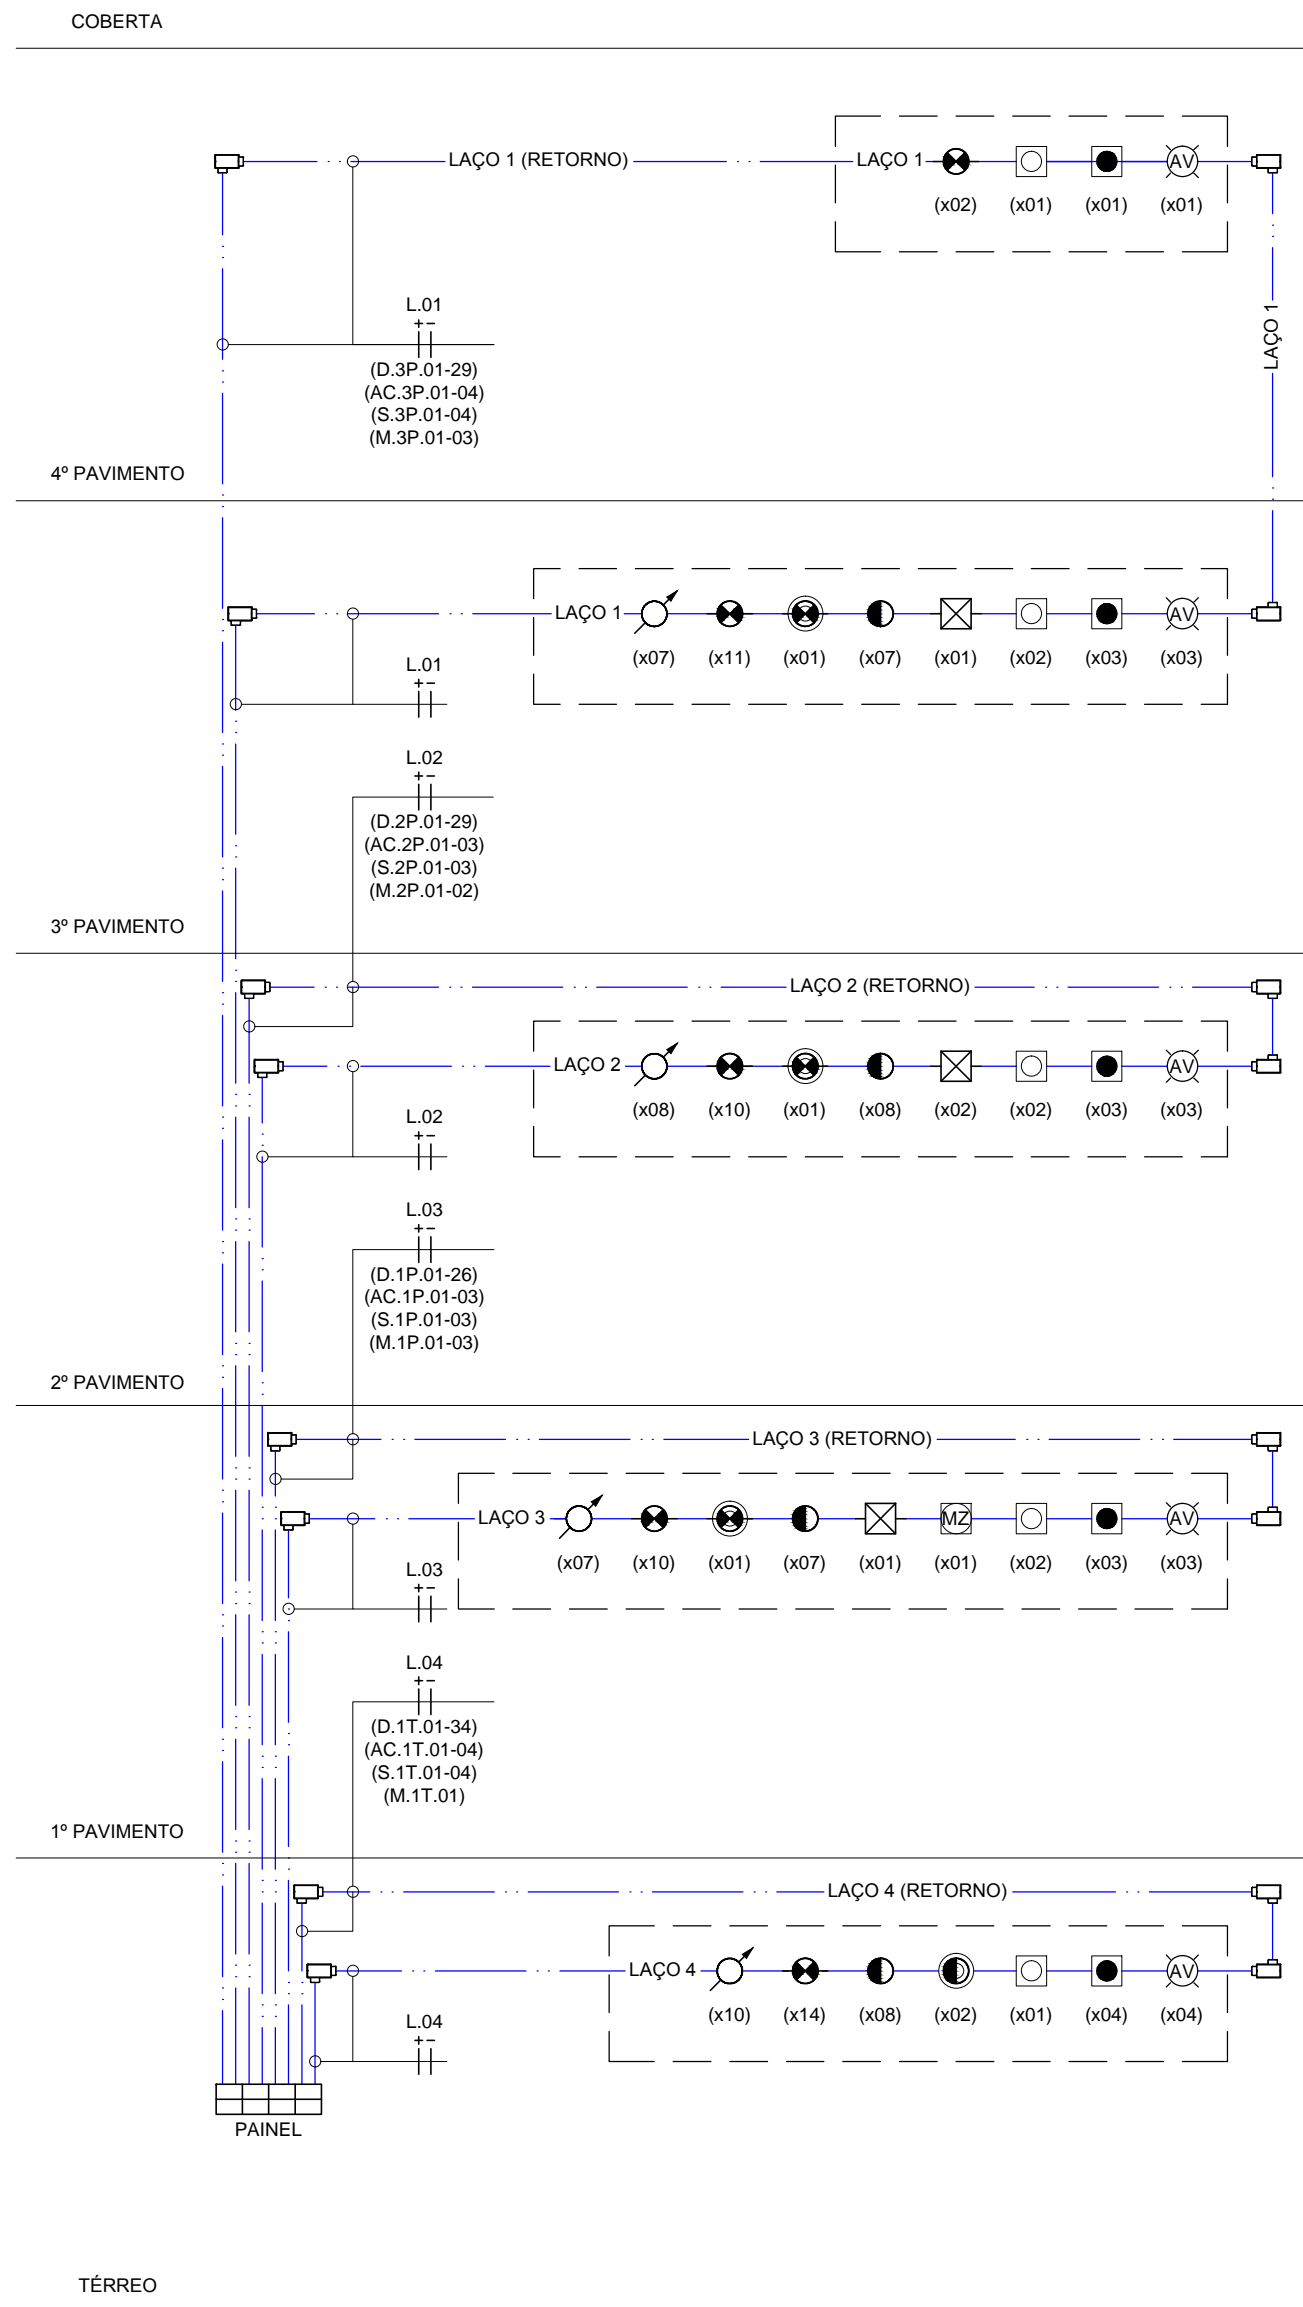 COBERTA
LAÇO 1 (RETORNO)
LAÇO 1
AV
(x02) (x01) (x01) (x01)
LAÇO 1
L.01
+-
(D.3P.01-29)
(AC.3P.01-04)
(S.3P.01-04)
(M.3P.01-03)
4º PAVIMENTO
LAÇO 1
AV
(x07) (x11) (x01) (x07) (x01) (x02) (x03) (x03)
L.01
+-
L.02
+-
(D.2P.01-29)
(AC.2P.01-03)
(S.2P.01-03)
(M.2P.01-02)
3º PAVIMENTO
LAÇO 2 (RETORNO)
LAÇO 2
AV
(x08) (x10) (x01) (x08) (x02) (x02) (x03) (x03)
L.02
+-
L.03
+-
(D.1P.01-26)
(AC.1P.01-03)
(S.1P.01-03)
(M.1P.01-03)
2º PAVIMENTO
LAÇO 3 (RETORNO)
LAÇO 3
MZ
AV
(x07) (x10) (x01) (x07) (x01) (x01) (x02) (x03) (x03)
L.03
+-
L.04
+-
(D.1T.01-34)
(AC.1T.01-04)
(S.1T.01-04)
(M.1T.01)
1º PAVIMENTO
LAÇO 4 (RETORNO)
LAÇO 4
AV
(x10) (x14) (x08) (x02) (x01) (x04) (x04)
L.04
+-
PAINEL
TÉRREO